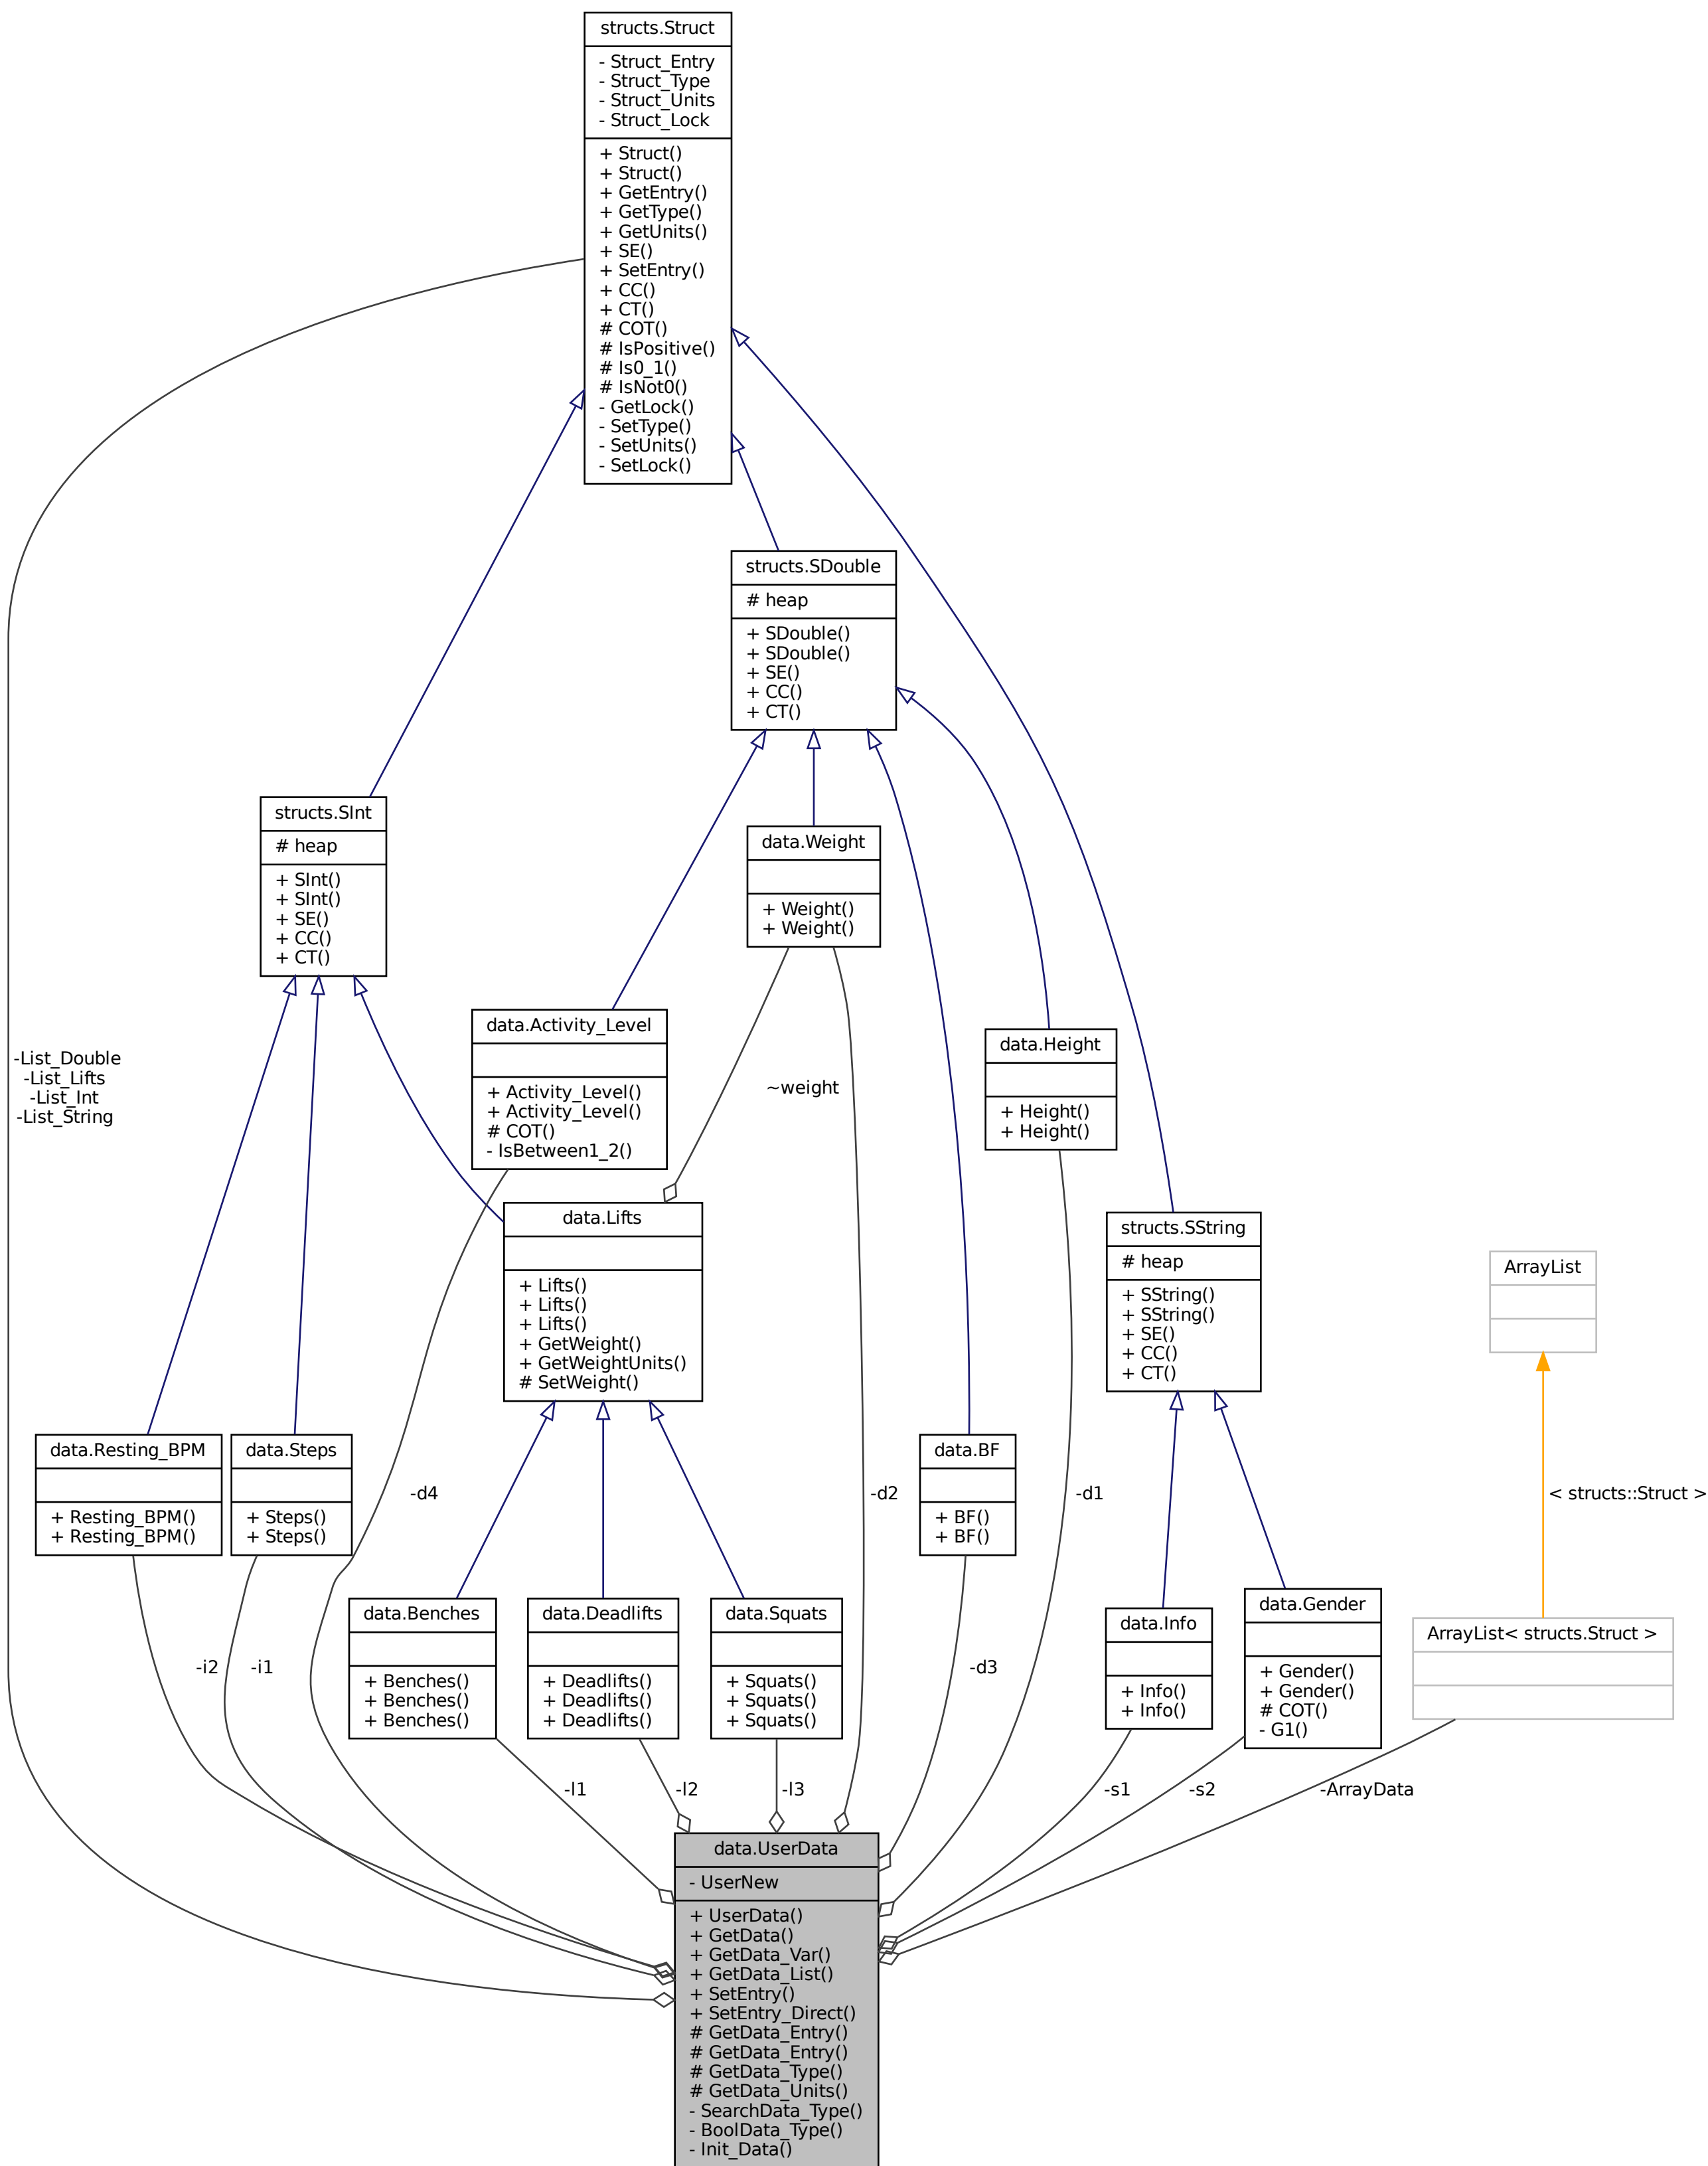 structs.Struct
- Struct_Entry
- Struct_Type
- Struct_Units
- Struct_Lock
+ Struct()
+ Struct()
+ GetEntry()
+ GetType()
+ GetUnits()
+ SE()
+ SetEntry()
+ CC()
+ CT()
# COT()
# IsPositive()
# Is0_1()
# IsNot0()
- GetLock()
- SetType()
- SetUnits()
- SetLock()
structs.SDouble
# heap
+ SDouble()
+ SDouble()
+ SE()
+ CC()
+ CT()
structs.SInt
# heap
+ SInt()
+ SInt()
+ SE()
+ CC()
+ CT()
data.Weight
+ Weight()
+ Weight()
-List_Double
-List_Lifts
-List_Int
-List_String
data.Activity_Level
+ Activity_Level()
+ Activity_Level()
# COT()
- IsBetween1_2()
~weight
data.Height
+ Height()
+ Height()
data.Lifts
+ Lifts()
+ Lifts()
+ Lifts()
+ GetWeight()
+ GetWeightUnits()
# SetWeight()
structs.SString
# heap
+ SString()
+ SString()
+ SE()
+ CC()
+ CT()
ArrayList
data.Resting_BPM
+ Resting_BPM()
+ Resting_BPM()
data.Steps
+ Steps()
+ Steps()
-d4
-d2
data.BF
+ BF()
+ BF()
-d1
< structs::Struct >
data.Benches
+ Benches()
+ Benches()
+ Benches()
data.Deadlifts
+ Deadlifts()
+ Deadlifts()
+ Deadlifts()
data.Squats
+ Squats()
+ Squats()
+ Squats()
data.Info
+ Info()
+ Info()
data.Gender
+ Gender()
+ Gender()
# COT()
- G1()
ArrayList< structs.Struct >
-i2
-i1
-d3
-l1
-l2
-l3
-s1
-s2
-ArrayData
data.UserData
- UserNew
+ UserData()
+ GetData()
+ GetData_Var()
+ GetData_List()
+ SetEntry()
+ SetEntry_Direct()
# GetData_Entry()
# GetData_Entry()
# GetData_Type()
# GetData_Units()
- SearchData_Type()
- BoolData_Type()
- Init_Data()